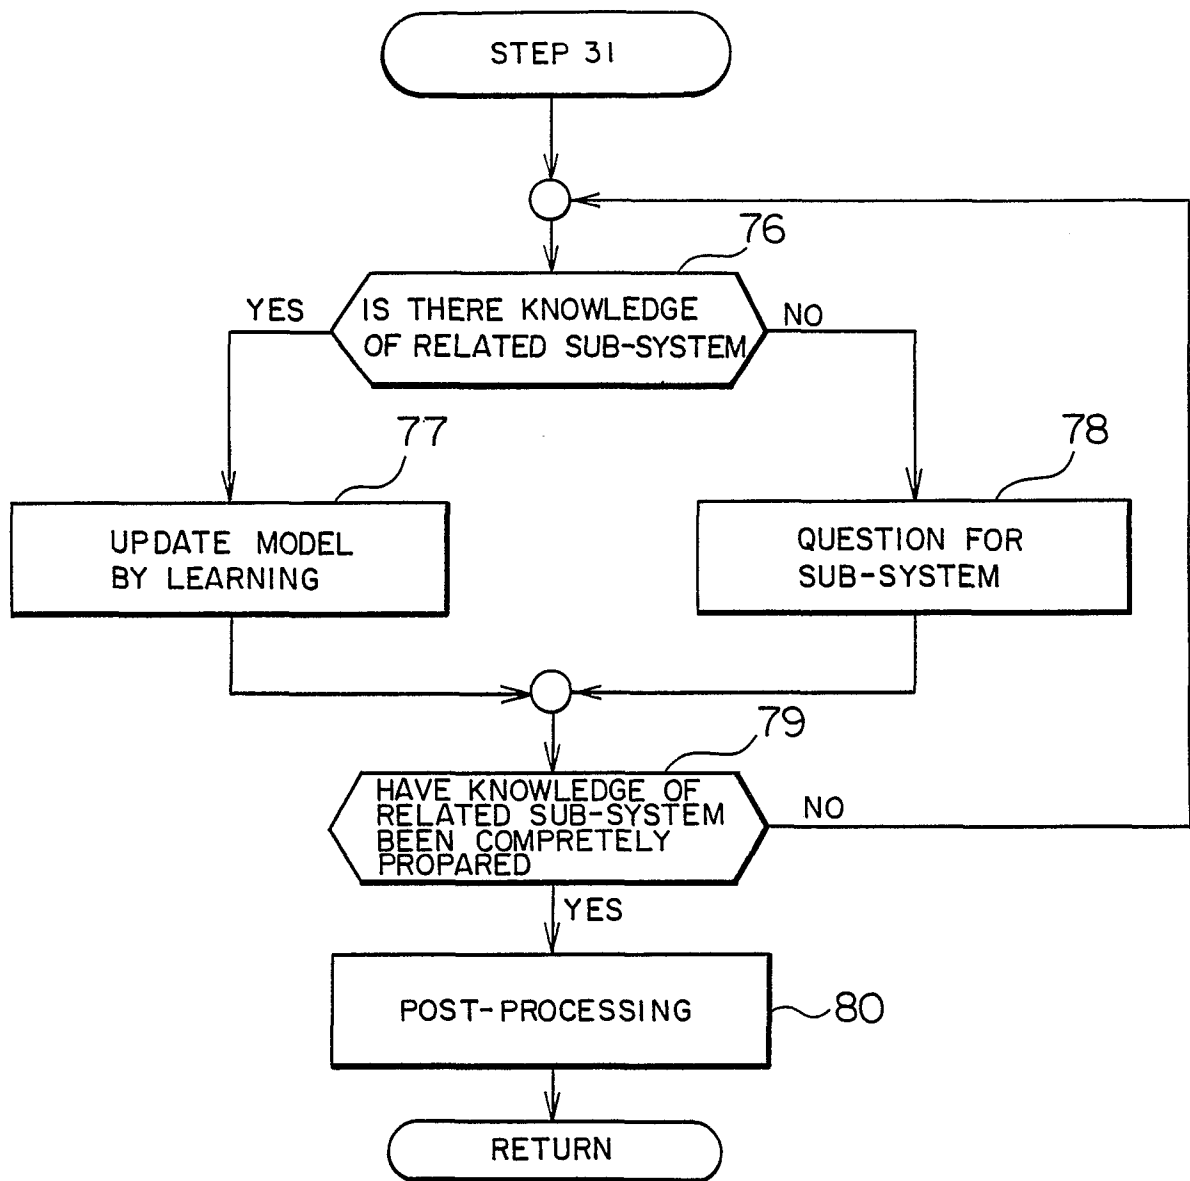 STEP 31
76
YES
IS THERE KNOWLEDGE
OF RELATED SUB-SYSTEM
NO
77
78
UPDATE MODEL
BY LEARNING
QUESTION FOR
SUB-SYSTEM
79
HAVE KNOWLEDGE OF
RELATED SUB-SYSTEM
BEEN COMPRETELY
PROPARED
NO
YES
POST-PROCESSING
80
RETURN